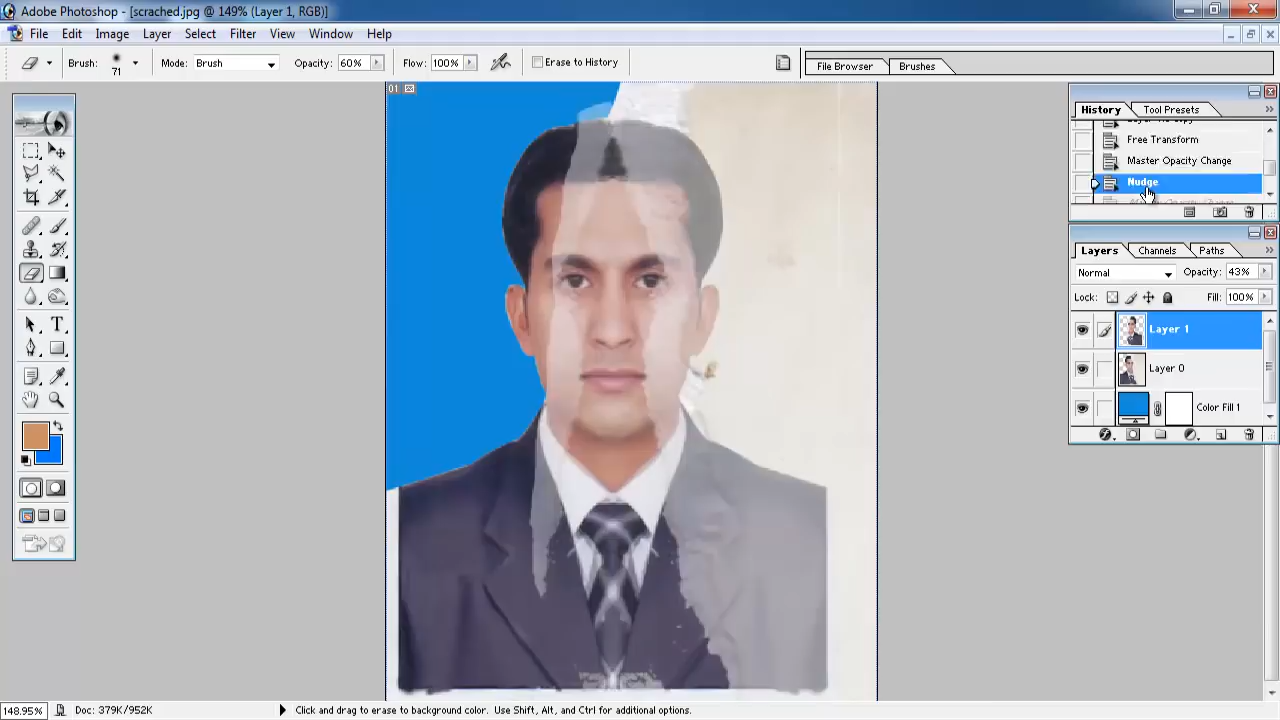 Adobe Photoshop - [scrached.jpg @ 149% (Layer 1, RGB)]
File Edit Image Layer Select Filter View Window Help
Brush: 71 Mode: Brush Opacity: 60% Flow: 100% Erase to History File Browser Brushes
01
History Tool Presets
Free Transform
Master Opacity Change
Nudge
Layers Channels Paths
Normal Opacity: 43%
Lock: Fill: 100%
Layer 1
Layer 0
Color Fill 1
T
148.95% Doc: 379K/952K Click and drag to erase to background color. Use Shift, Alt, and Ctrl for additional options.